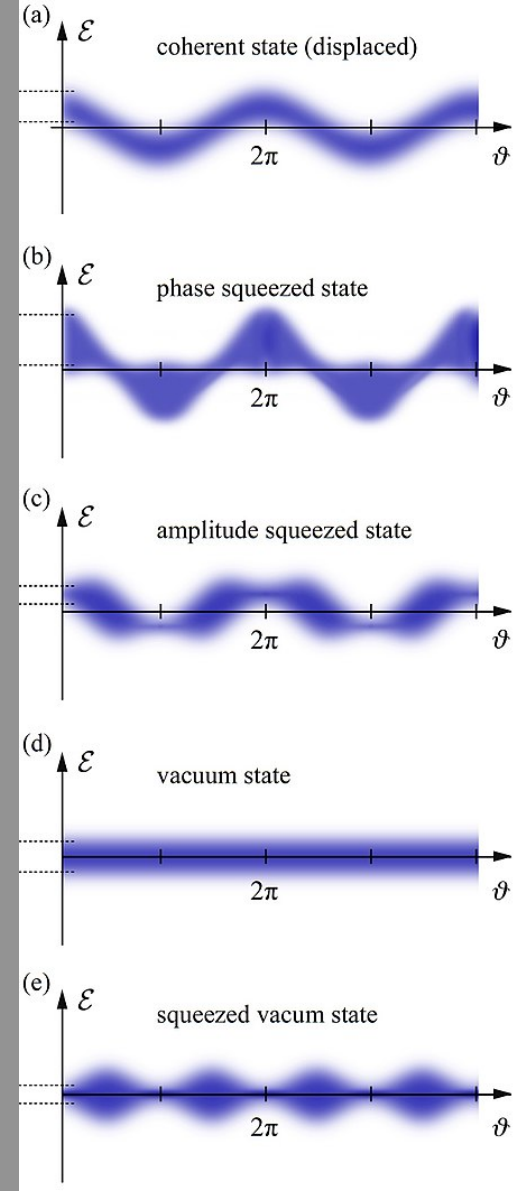 (a)
ℰ
coherent state (displaced)
2π
ϑ
(b)
ℰ
phase squeezed state
2π
ϑ
(c)
ℰ
amplitude squeezed state
2π
ϑ
(d)
ℰ
vacuum state
2π
ϑ
(e)
ℰ
squeezed vacum state
2π
ϑ